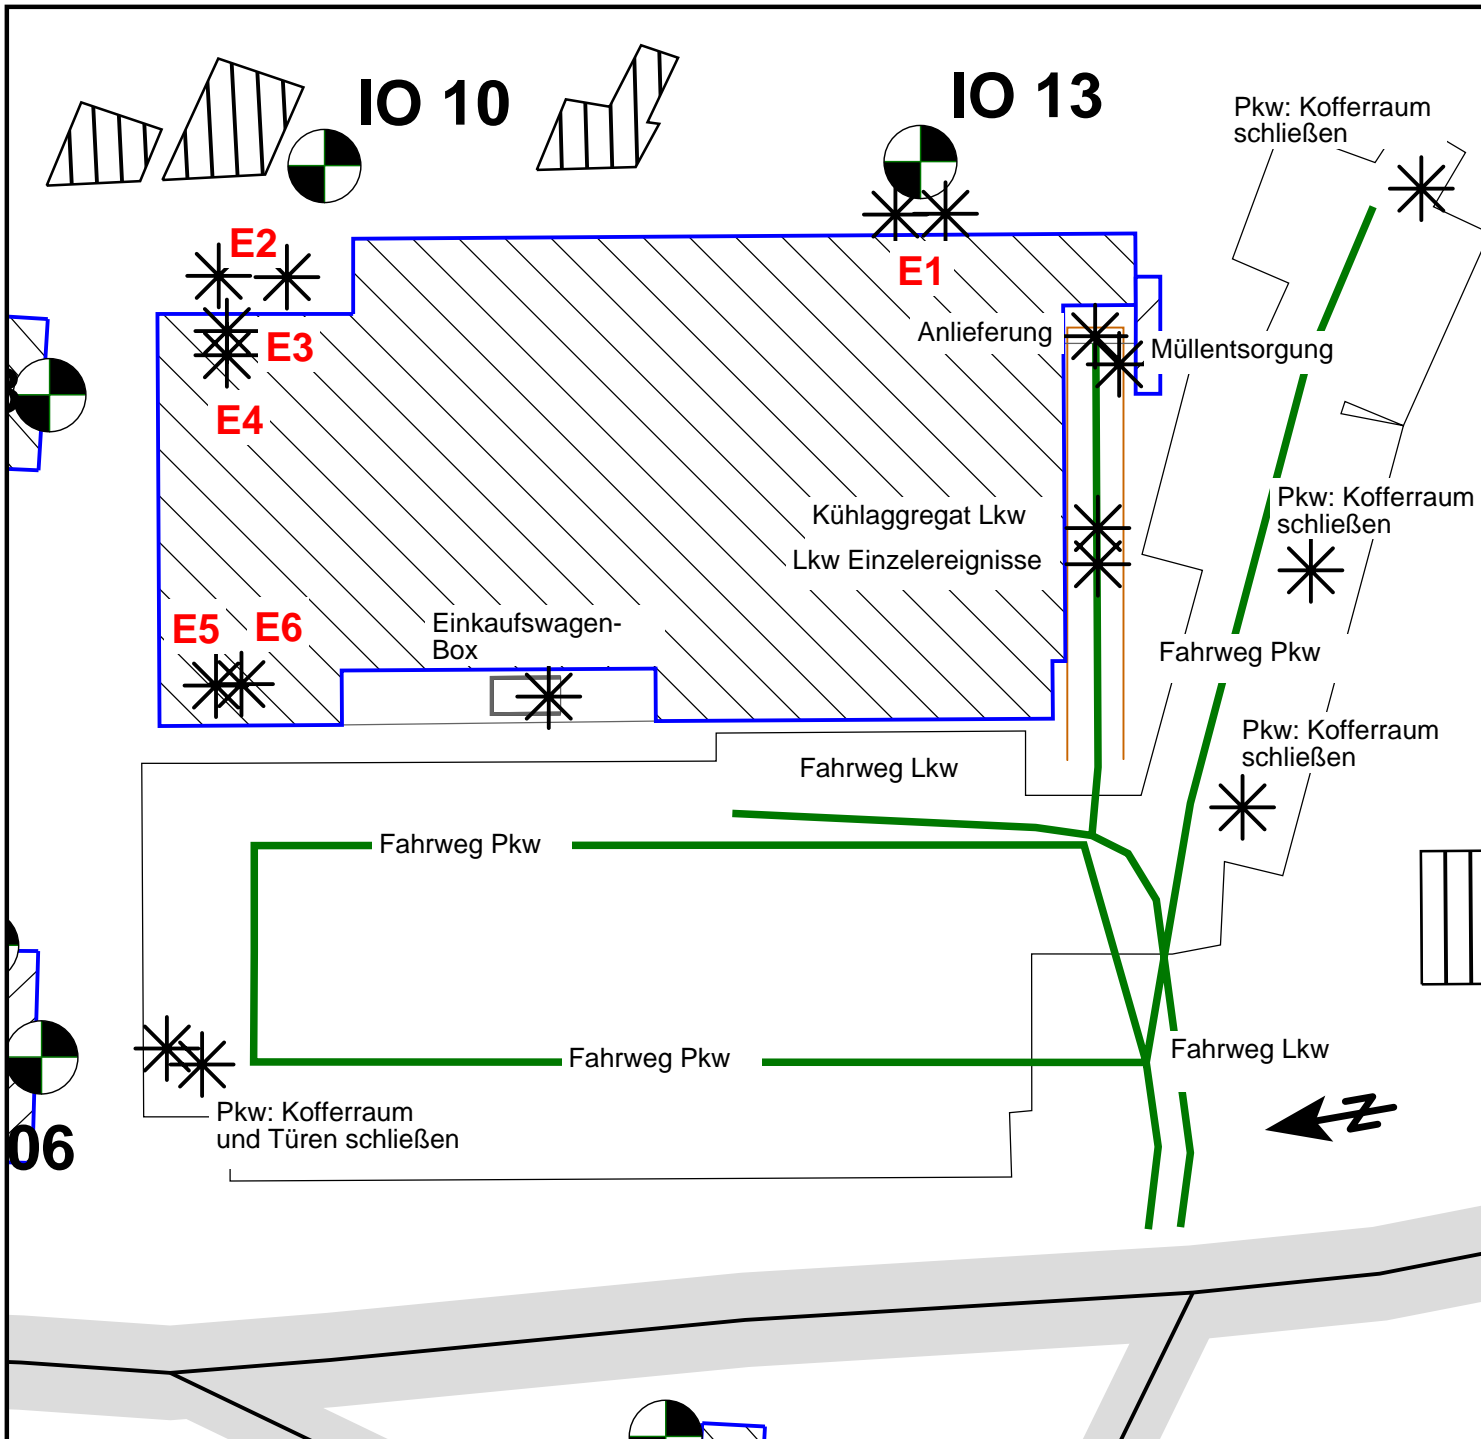 IO 10
IO 13
Pkw: Kofferraum
schließen
E2
E1
E3
Anlieferung
Müllentsorgung
E4
Pkw: Kofferraum
schließen
Kühlaggregat Lkw
Lkw Einzelereignisse
E5
E6
Einkaufswagen-
Box
Fahrweg Pkw
Pkw: Kofferraum
schließen
Fahrweg Lkw
Fahrweg Pkw
Fahrweg Pkw
Fahrweg Lkw
Pkw: Kofferraum
und Türen schließen
06
N